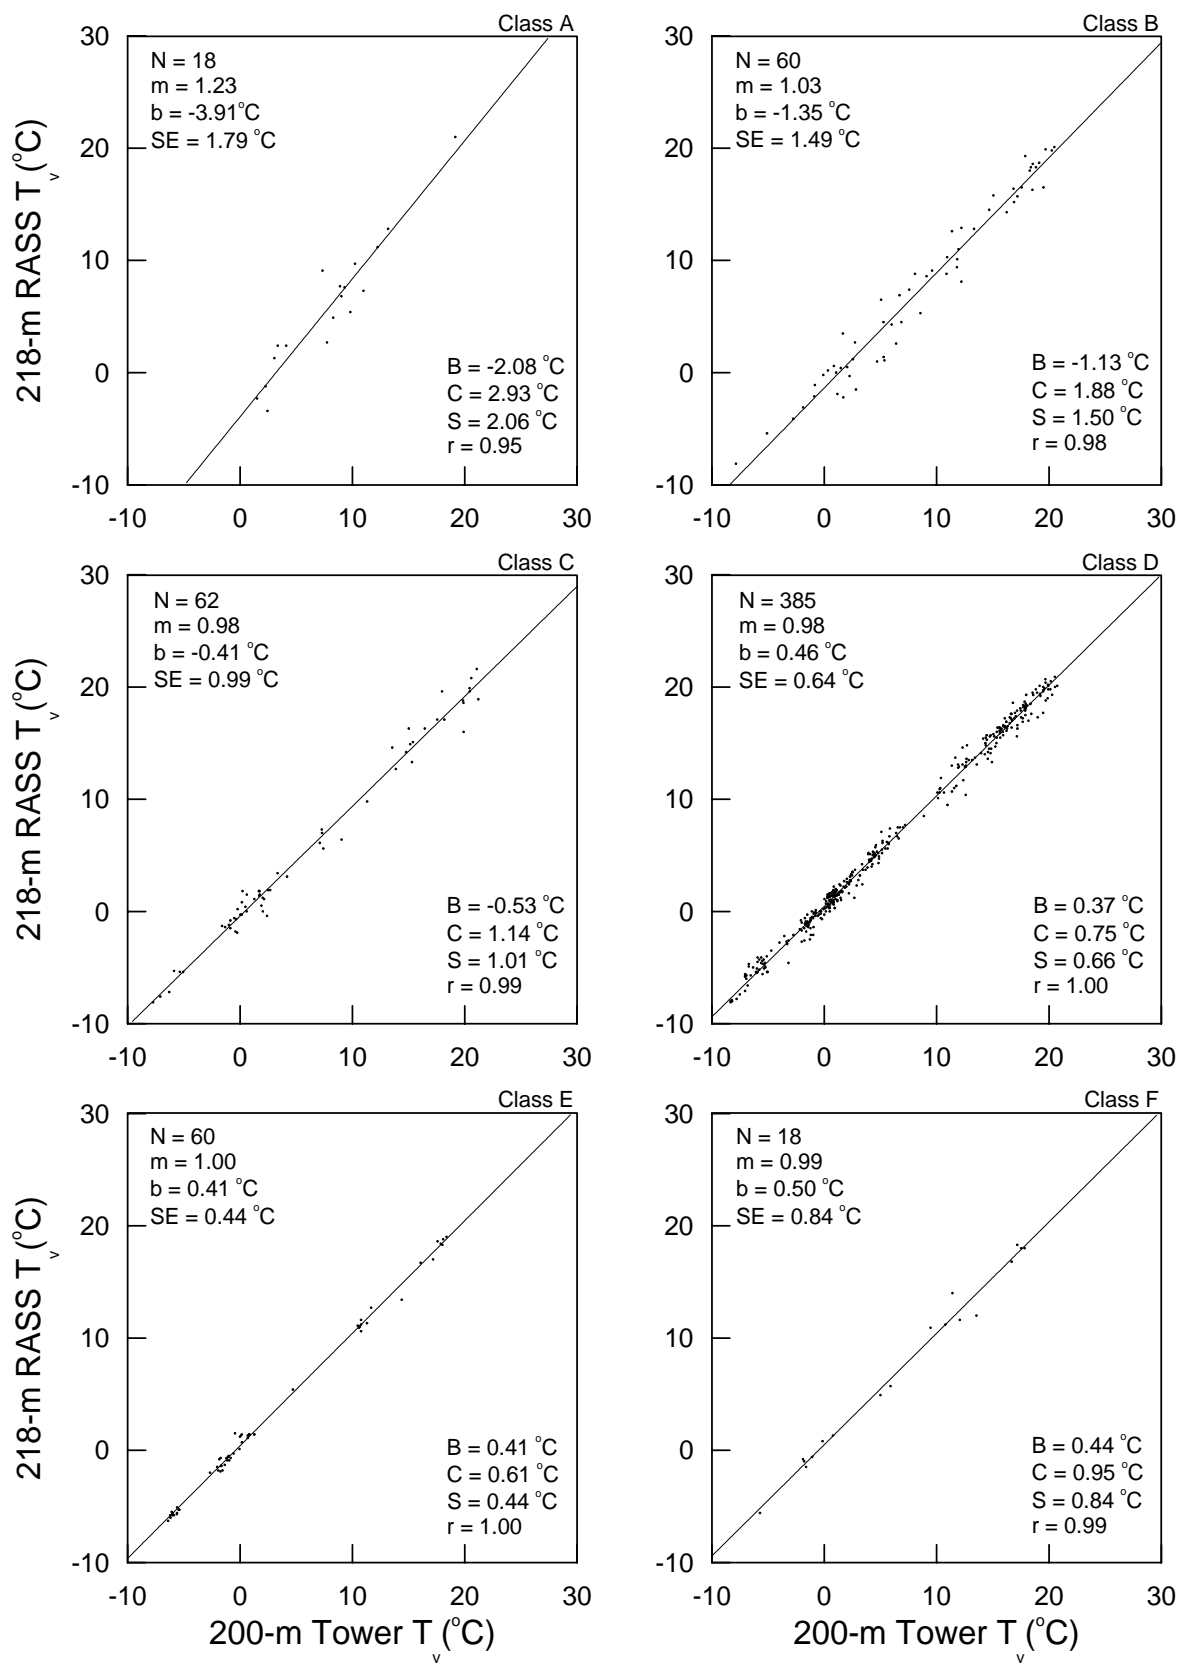 Class A
30
20
10
0
-10
-10 0 10 20 30
218-m RASS Tv (°C)
N = 18
m = 1.23
b = -3.91°C
SE = 1.79 °C
B = -2.08 °C
C = 2.93 °C
S = 2.06 °C
r = 0.95
Class B
30
20
10
0
-10
-10 0 10 20 30
N = 60
m = 1.03
b = -1.35 °C
SE = 1.49 °C
B = -1.13 °C
C = 1.88 °C
S = 1.50 °C
r = 0.98
Class C
30
20
10
0
-10
-10 0 10 20 30
218-m RASS Tv (°C)
N = 62
m = 0.98
b = -0.41 °C
SE = 0.99 °C
B = -0.53 °C
C = 1.14 °C
S = 1.01 °C
r = 0.99
Class D
30
20
10
0
-10
-10 0 10 20 30
N = 385
m = 0.98
b = 0.46 °C
SE = 0.64 °C
B = 0.37 °C
C = 0.75 °C
S = 0.66 °C
r = 1.00
Class E
30
20
10
0
-10
-10 0 10 20 30
218-m RASS Tv (°C)
N = 60
m = 1.00
b = 0.41 °C
SE = 0.44 °C
B = 0.41 °C
C = 0.61 °C
S = 0.44 °C
r = 1.00
200-m Tower Tv (°C)
Class F
30
20
10
0
-10
-10 0 10 20 30
N = 18
m = 0.99
b = 0.50 °C
SE = 0.84 °C
B = 0.44 °C
C = 0.95 °C
S = 0.84 °C
r = 0.99
200-m Tower Tv (°C)